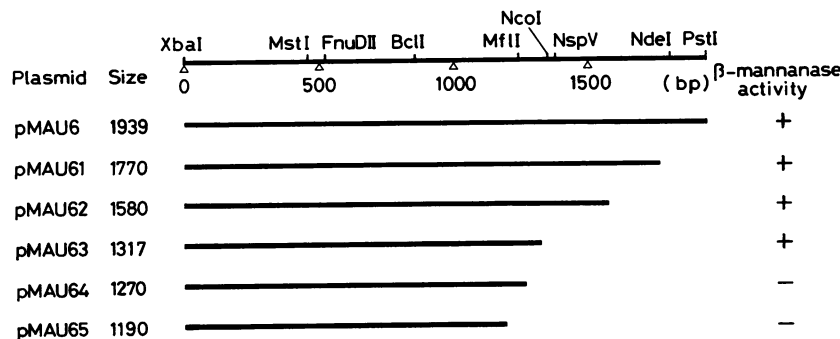 NcoI
XbaI MstI FnuDII BclI MflI NspV NdeI PstI
Plasmid Size 0 500 1000 1500 (bp) β-mannanase activity
pMAU6 1939 +
pMAU61 1770 +
pMAU62 1580 +
pMAU63 1317 +
pMAU64 1270 −
pMAU65 1190 −